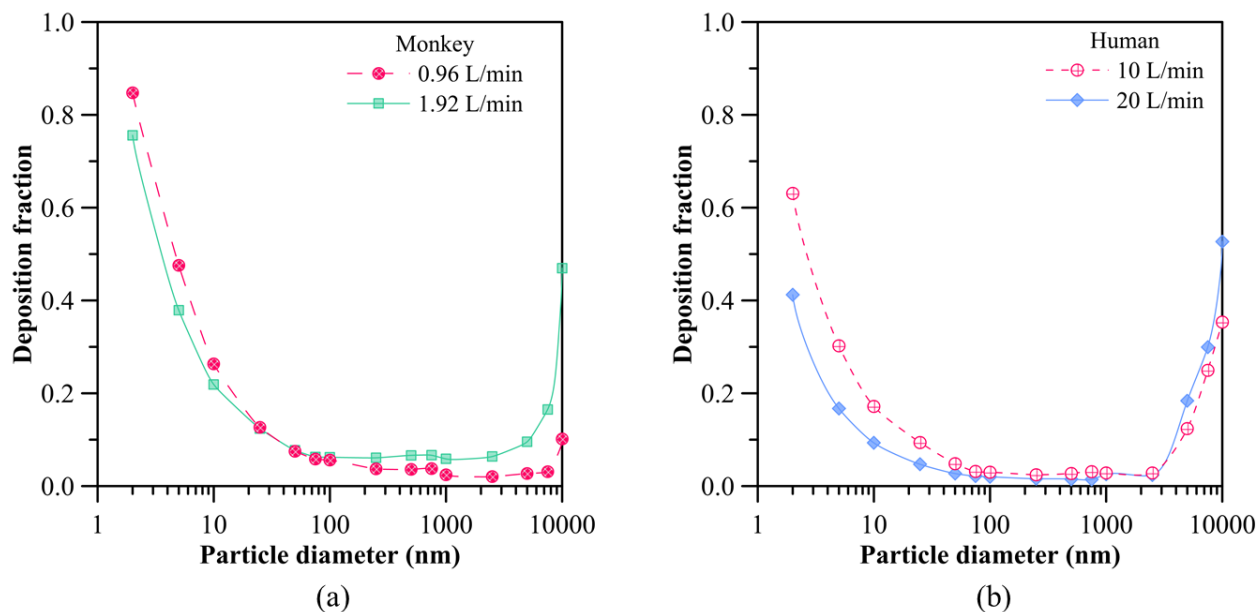 Monkey
0.96 L/min
1.92 L/min
1.0
0.8
0.6
0.4
0.2
0.0
Deposition fraction
1 10 100 1000 10000
Particle diameter (nm)
(a)
Human
10 L/min
20 L/min
1.0
0.8
0.6
0.4
0.2
0.0
Deposition fraction
1 10 100 1000 10000
Particle diameter (nm)
(b)